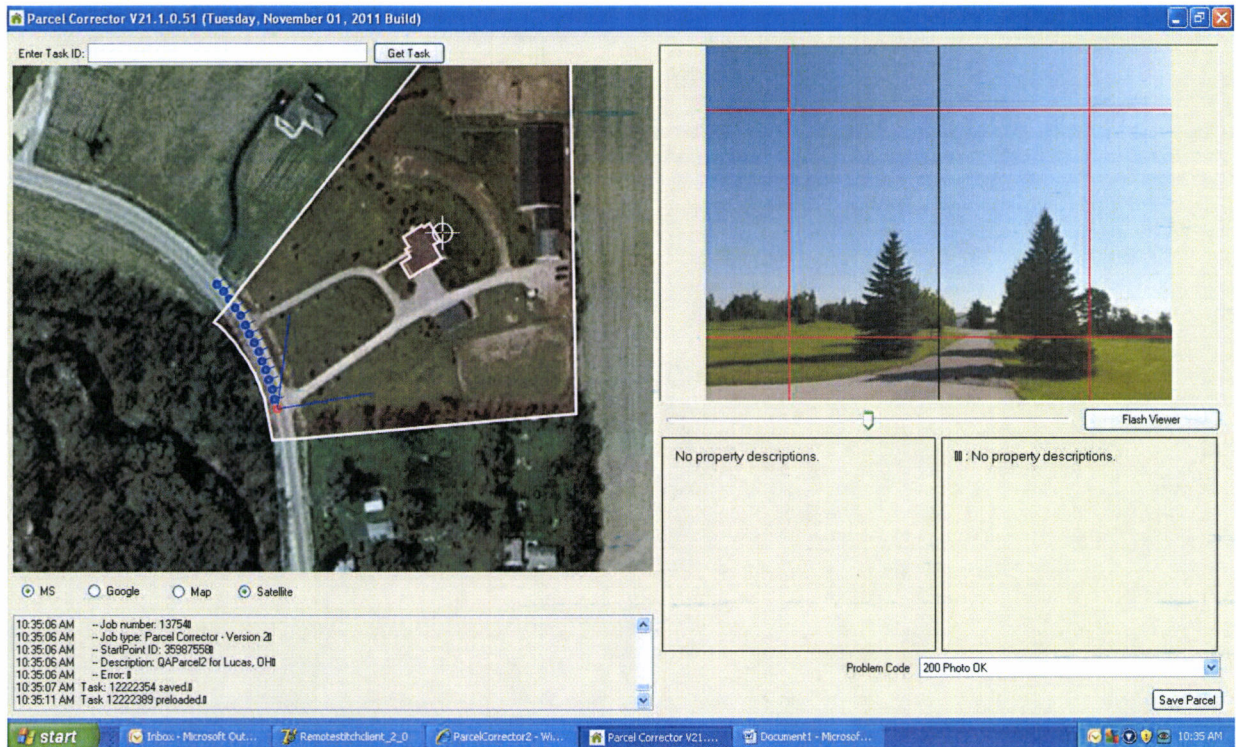 Parcel Corrector V21.1.0.51 (Tuesday, November 01, 2011 Build)
Enter Task ID:
Get Task
Flash Viewer
No property descriptions.
: No property descriptions.
MS
Google
Map
Satellite
10:35:06 AM -- Job number: 13754
10:35:06 AM -- Job type: Parcel Corrector - Version 2
10:35:06 AM -- StartPoint ID: 35987558
10:35:06 AM -- Description: QAParcel2 for Lucas, OH
10:35:06 AM -- Error:
10:35:07 AM Task: 12222354 saved.
10:35:11 AM Task 12222389 preloaded.
Problem Code
200 Photo OK
Save Parcel
start
Inbox - Microsoft Out...
Remotestitchclient_2_0
ParcelCorrector2 - Wi...
Parcel Corrector V21....
Document1 - Microsof...
10:35 AM